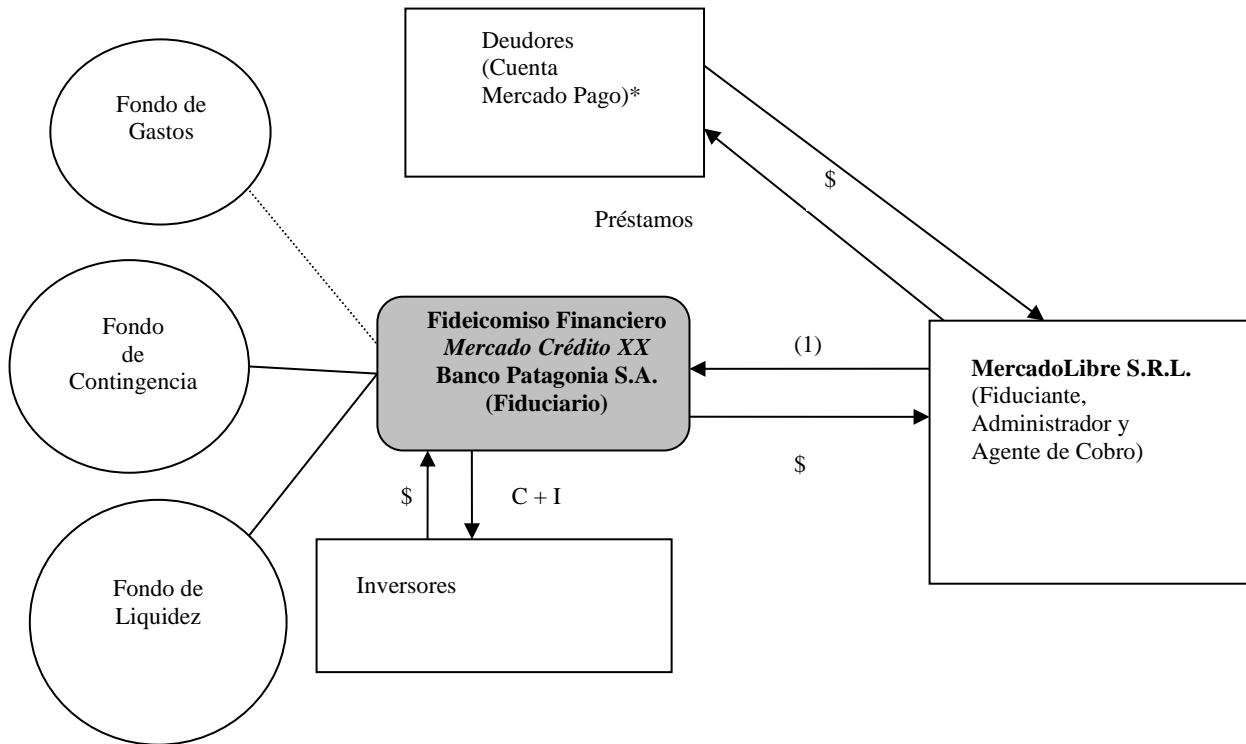 Deudores
(Cuenta
Mercado Pago)*
Fondo de
Gastos
$
Préstamos
Fondo
de
Contingencia
Fideicomiso Financiero
Mercado Crédito XX
Banco Patagonia S.A.
(Fiduciario)
(1)
MercadoLibre S.R.L.
(Fiduciante,
Administrador y
Agente de Cobro)
$
$
C + I
Fondo de
Liquidez
Inversores